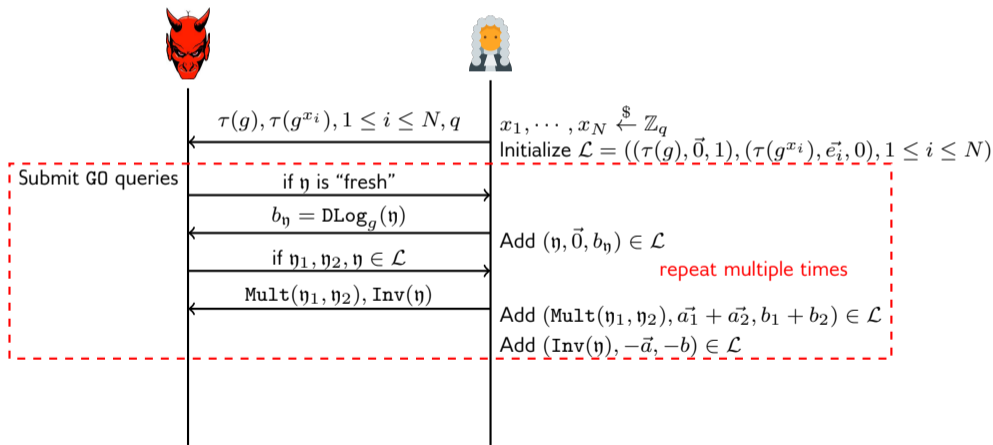 τ(g), τ(g^{x_i}), 1 ≤ i ≤ N, q
x_1, ⋯ , x_N ←$ ℤ_q
Initialize ℒ = ((τ(g), 0⃗, 1), (τ(g^{x_i}), e⃗_i, 0), 1 ≤ i ≤ N)
Submit GO queries
if 𝔶 is “fresh”
b_𝔶 = DLog_g(𝔶)
Add (𝔶, 0⃗, b_𝔶) ∈ ℒ
if 𝔶_1, 𝔶_2, 𝔶 ∈ ℒ
repeat multiple times
Mult(𝔶_1, 𝔶_2), Inv(𝔶)
Add (Mult(𝔶_1, 𝔶_2), a⃗_1 + a⃗_2, b_1 + b_2) ∈ ℒ
Add (Inv(𝔶), −a⃗, −b) ∈ ℒ